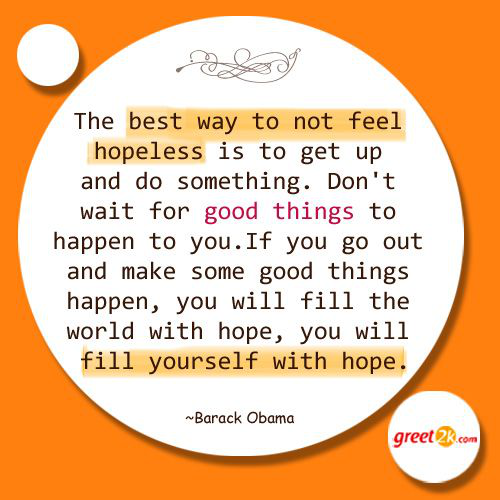 The best way to not feel
hopeless is to get up
and do something. Don't
wait for good things to
happen to you.If you go out
and make some good things
happen, you will fill the
world with hope, you will
fill yourself with hope.
~Barack Obama
greet2k.com